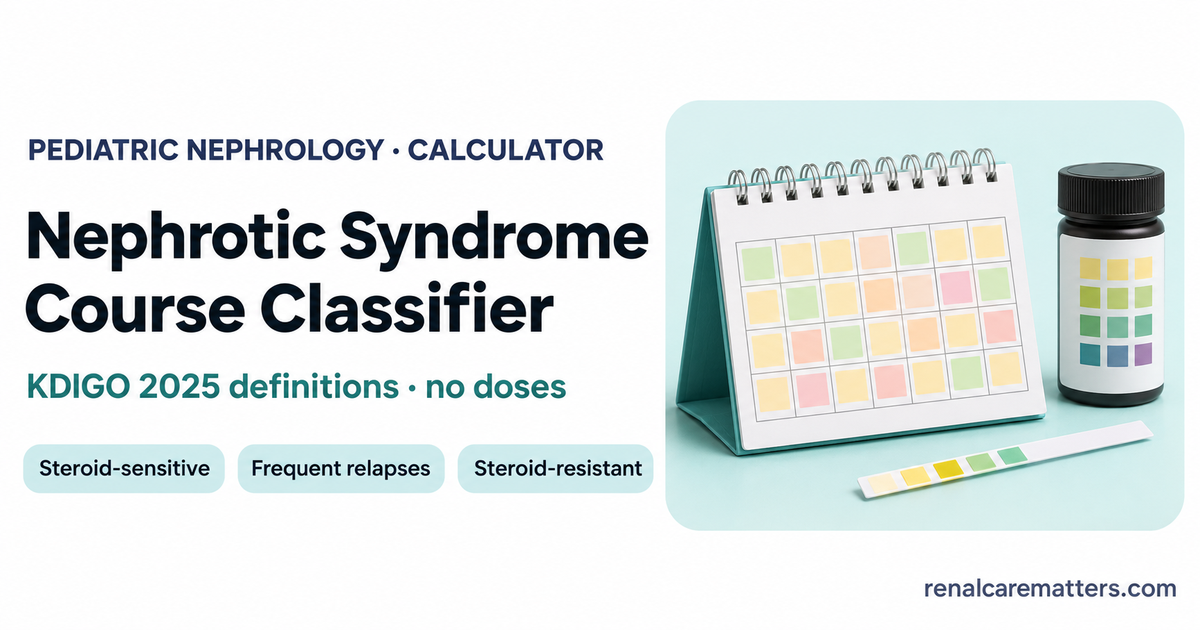 PEDIATRIC NEPHROLOGY · CALCULATOR
Nephrotic Syndrome
Course Classifier
KDIGO 2025 definitions · no doses
Steroid-sensitive
Frequent relapses
Steroid-resistant
renalcarematters.com